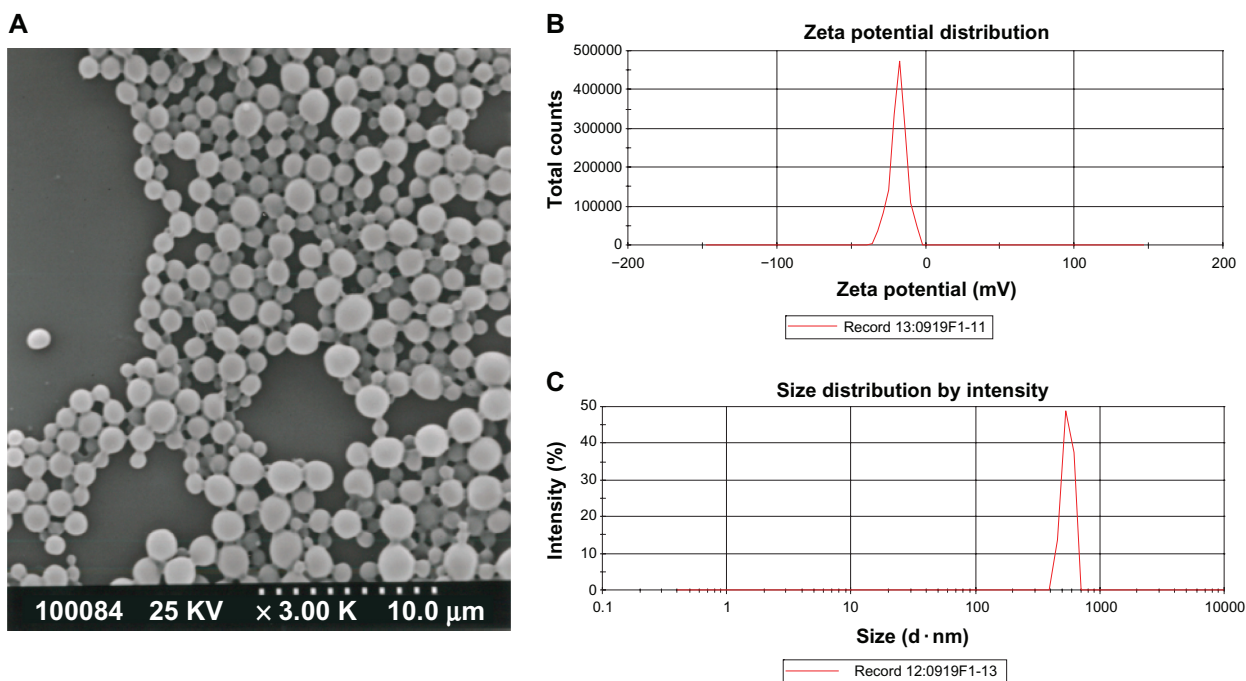 A
100084 25 KV × 3.00 K 10.0 μm
B
Zeta potential distribution
Total counts
500000
400000
300000
200000
100000
0
−200 −100 0 100 200
Zeta potential (mV)
Record 13:0919F1-11
C
Size distribution by intensity
Intensity (%)
50
40
30
20
10
0
0.1 1 10 100 1000 10000
Size (d·nm)
Record 12:0919F1-13